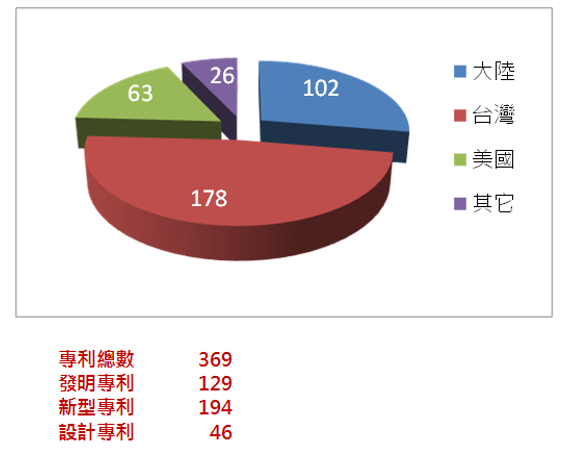 26
102
63
178
大陸
台灣
美國
其它
專利總數 369
發明專利 129
新型專利 194
設計專利 46